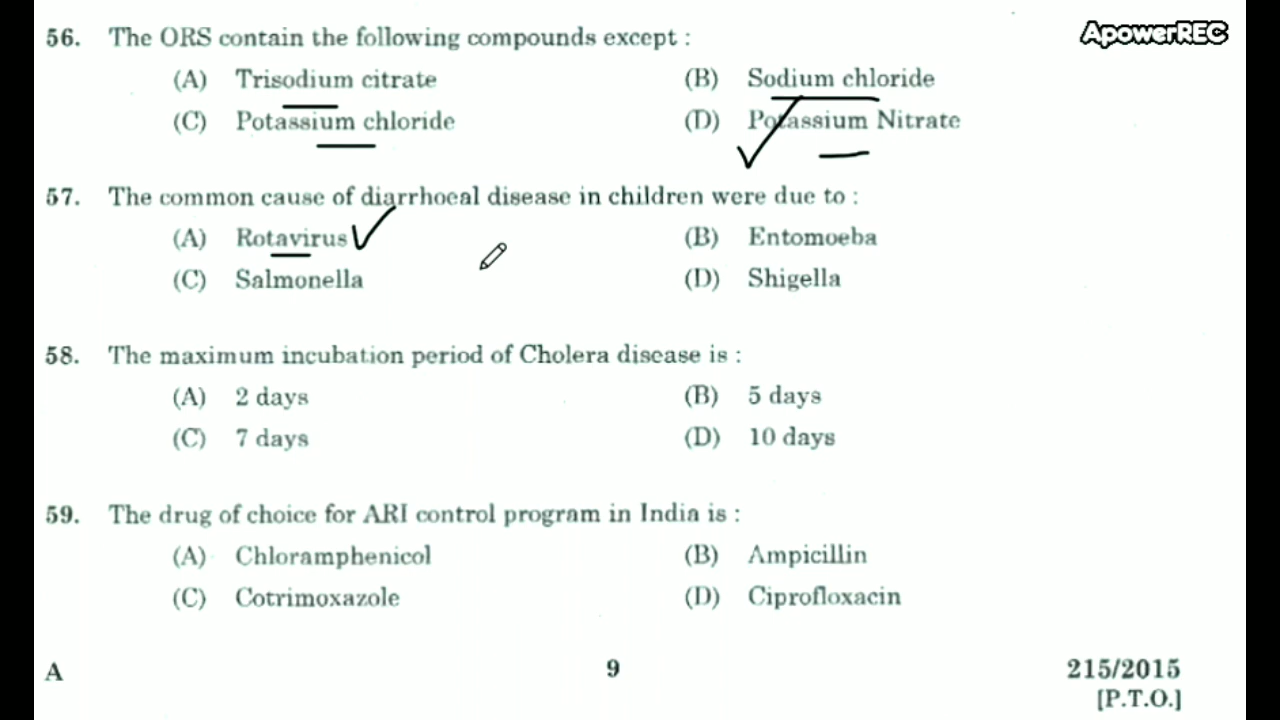 ApowerREC
56. The ORS contain the following compounds except :
(A) Trisodium citrate (B) Sodium chloride
(C) Potassium chloride (D) Potassium Nitrate
57. The common cause of diarrhoeal disease in children were due to :
(A) Rotavirus (B) Entomoeba
(C) Salmonella (D) Shigella
58. The maximum incubation period of Cholera disease is :
(A) 2 days (B) 5 days
(C) 7 days (D) 10 days
59. The drug of choice for ARI control program in India is :
(A) Chloramphenicol (B) Ampicillin
(C) Cotrimoxazole (D) Ciprofloxacin
A 9 215/2015
[P.T.O.]